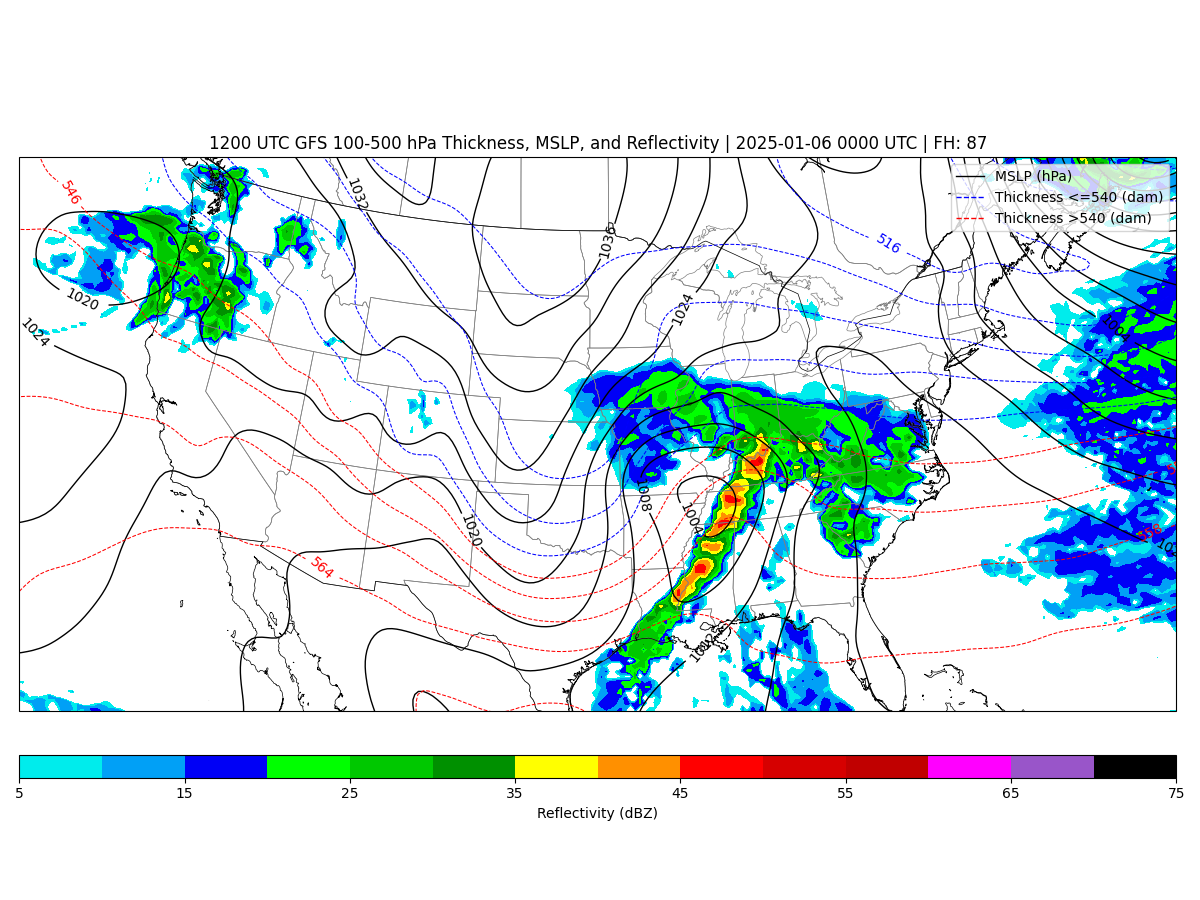 1200 UTC GFS 100-500 hPa Thickness, MSLP, and Reflectivity | 2025-01-06 0000 UTC | FH: 87
MSLP (hPa)
Thickness <=540 (dam)
Thickness >540 (dam)
546
1032
1036
516
1020
1024
1024
1008
1004
1020
564
1012
5 15 25 35 45 55 65 75
Reflectivity (dBZ)